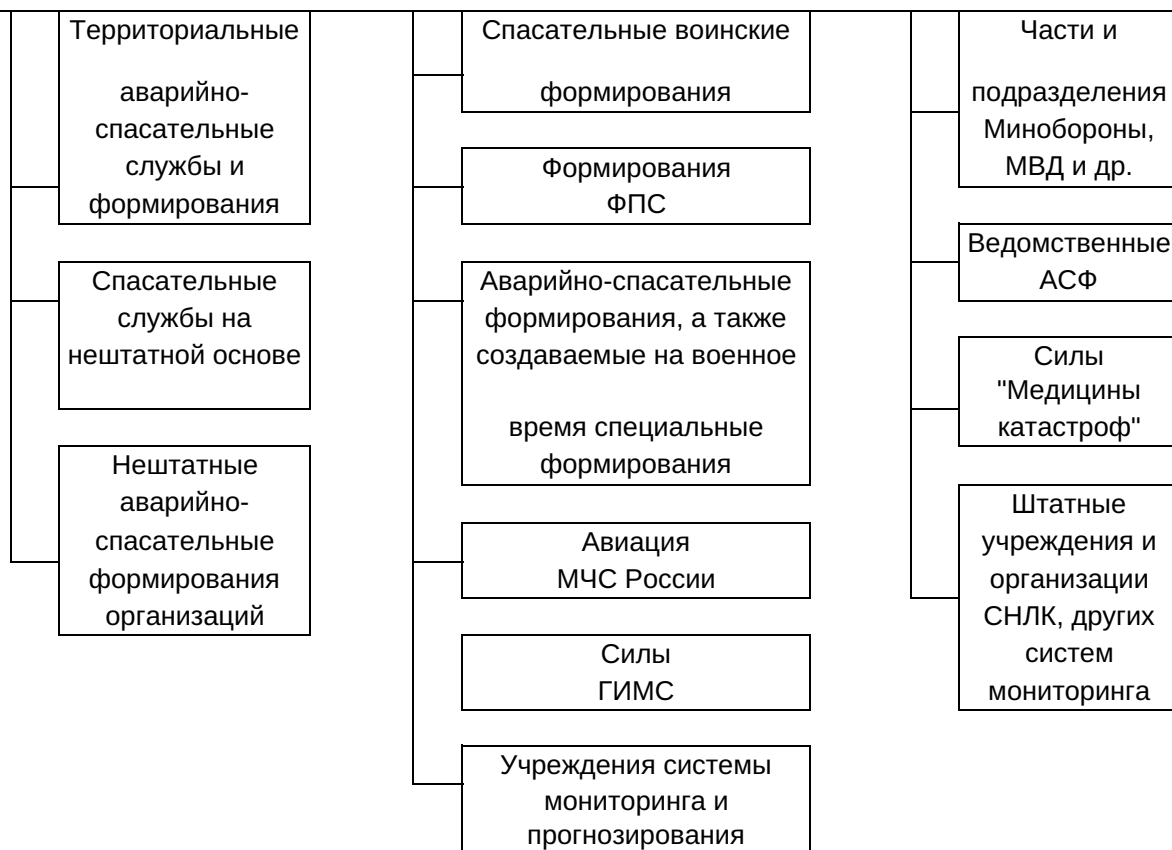 Территориальные
аварийно-
спасательные
службы и
формирования
Спасательные
службы на
нештатной основе
Нештатные
аварийно-
спасательные
формирования
организаций
Спасательные воинские
формирования
Формирования
ФПС
Аварийно-спасательные
формирования, а также
создаваемые на военное
время специальные
формирования
Авиация
МЧС России
Силы
ГИМС
Учреждения системы
мониторинга и
прогнозирования
Части и
подразделения
Минобороны,
МВД и др.
Ведомственные
АСФ
Силы
"Медицины
катастроф"
Штатные
учреждения и
организации
СНЛК, других
систем
мониторинга